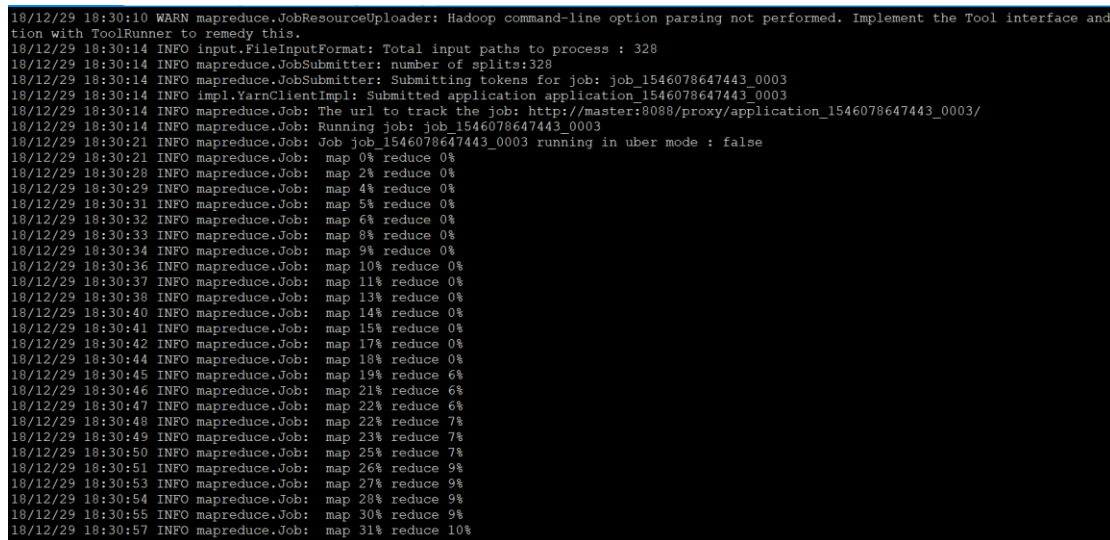 18/12/29 18:30:10 WARN mapreduce.JobResourceUploader: Hadoop command-line option parsing not performed. Implement the Tool interface and
tion with ToolRunner to remedy this.
18/12/29 18:30:14 INFO input.FileInputFormat: Total input paths to process : 328
18/12/29 18:30:14 INFO mapreduce.JobSubmitter: number of splits:328
18/12/29 18:30:14 INFO mapreduce.JobSubmitter: Submitting tokens for job: job_1546078647443_0003
18/12/29 18:30:14 INFO impl.YarnClientImpl: Submitted application application_1546078647443_0003
18/12/29 18:30:14 INFO mapreduce.Job: The url to track the job: http://master:8088/proxy/application_1546078647443_0003/
18/12/29 18:30:14 INFO mapreduce.Job: Running job: job_1546078647443_0003
18/12/29 18:30:21 INFO mapreduce.Job: Job job_1546078647443_0003 running in uber mode : false
18/12/29 18:30:21 INFO mapreduce.Job:  map 0% reduce 0%
18/12/29 18:30:28 INFO mapreduce.Job:  map 2% reduce 0%
18/12/29 18:30:29 INFO mapreduce.Job:  map 4% reduce 0%
18/12/29 18:30:31 INFO mapreduce.Job:  map 5% reduce 0%
18/12/29 18:30:32 INFO mapreduce.Job:  map 6% reduce 0%
18/12/29 18:30:33 INFO mapreduce.Job:  map 8% reduce 0%
18/12/29 18:30:34 INFO mapreduce.Job:  map 9% reduce 0%
18/12/29 18:30:36 INFO mapreduce.Job:  map 10% reduce 0%
18/12/29 18:30:37 INFO mapreduce.Job:  map 11% reduce 0%
18/12/29 18:30:38 INFO mapreduce.Job:  map 13% reduce 0%
18/12/29 18:30:40 INFO mapreduce.Job:  map 14% reduce 0%
18/12/29 18:30:41 INFO mapreduce.Job:  map 15% reduce 0%
18/12/29 18:30:42 INFO mapreduce.Job:  map 17% reduce 0%
18/12/29 18:30:44 INFO mapreduce.Job:  map 18% reduce 0%
18/12/29 18:30:45 INFO mapreduce.Job:  map 19% reduce 6%
18/12/29 18:30:46 INFO mapreduce.Job:  map 21% reduce 6%
18/12/29 18:30:47 INFO mapreduce.Job:  map 22% reduce 6%
18/12/29 18:30:48 INFO mapreduce.Job:  map 22% reduce 7%
18/12/29 18:30:49 INFO mapreduce.Job:  map 23% reduce 7%
18/12/29 18:30:50 INFO mapreduce.Job:  map 25% reduce 7%
18/12/29 18:30:51 INFO mapreduce.Job:  map 26% reduce 9%
18/12/29 18:30:53 INFO mapreduce.Job:  map 27% reduce 9%
18/12/29 18:30:54 INFO mapreduce.Job:  map 28% reduce 9%
18/12/29 18:30:55 INFO mapreduce.Job:  map 30% reduce 9%
18/12/29 18:30:57 INFO mapreduce.Job:  map 31% reduce 10%